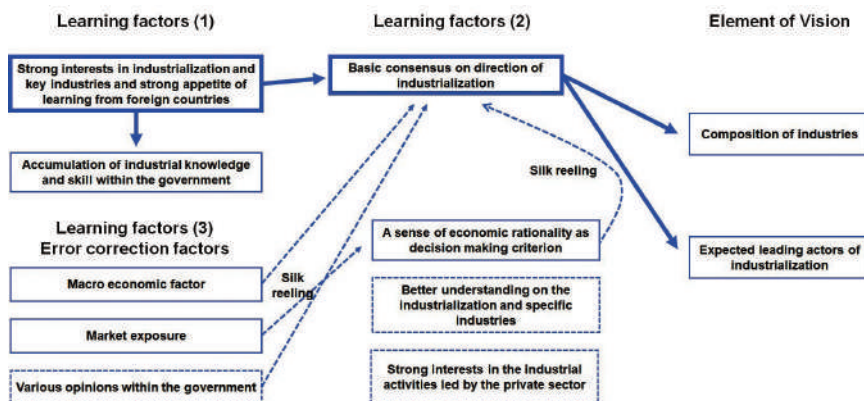 Learning factors (1)
Learning factors (2)
Element of Vision
Strong interests in industrialization and
key industries and strong appetite of
learning from foreign countries
Basic consensus on direction of
industrialization
Composition of industries
Accumulation of industrial knowledge
and skill within the government
Silk reeling
Learning factors (3)
Error correction factors
A sense of economic rationality as
decision making criterion
Expected leading actors of
industrialization
Macro economic factor
Silk
reeling
Better understanding on the
industrialization and specific
industries
Market exposure
Various opinions within the government
Strong interests in the industrial
activities led by the private sector